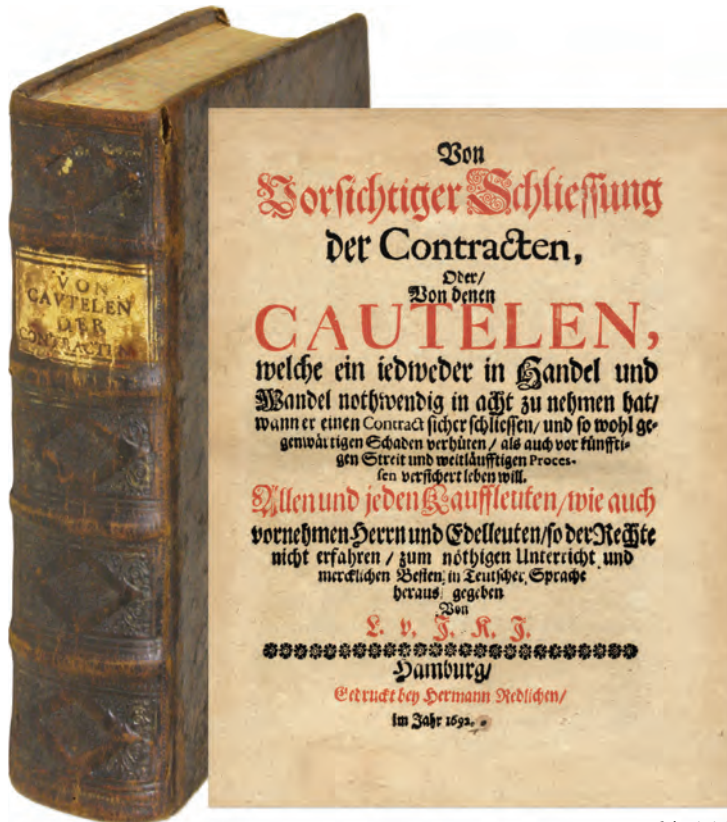 VON
CAVTELEN
DER
CONTRACTEN
Von
Vorsichtiger Schliessung
der Contracten,
Oder/
Von denen
CAUTELEN,
welche ein iedweder in Handel und
Wandel nothwendig in acht zu nehmen hat/
wann er einen Contract sicher schliessen/ und so wohl ge-
genwärtigen Schaden verhüten/ als auch vor künffti-
gen Streit und weitläufftigen Proces-
sen versichert leben will.
Allen und jeden Kauffleuten/ wie auch
vornehmen Herrn und Edelleuten/ so der Rechte
nicht erfahren / zum nöthigen Unterricht und
mercklichen Besten, in Teutscher Sprache
heraus gegeben
Von
L. v. J. K. J.
Hamburg/
Gedruckt bey Hermann Redlichen/
im Jahr 1692.